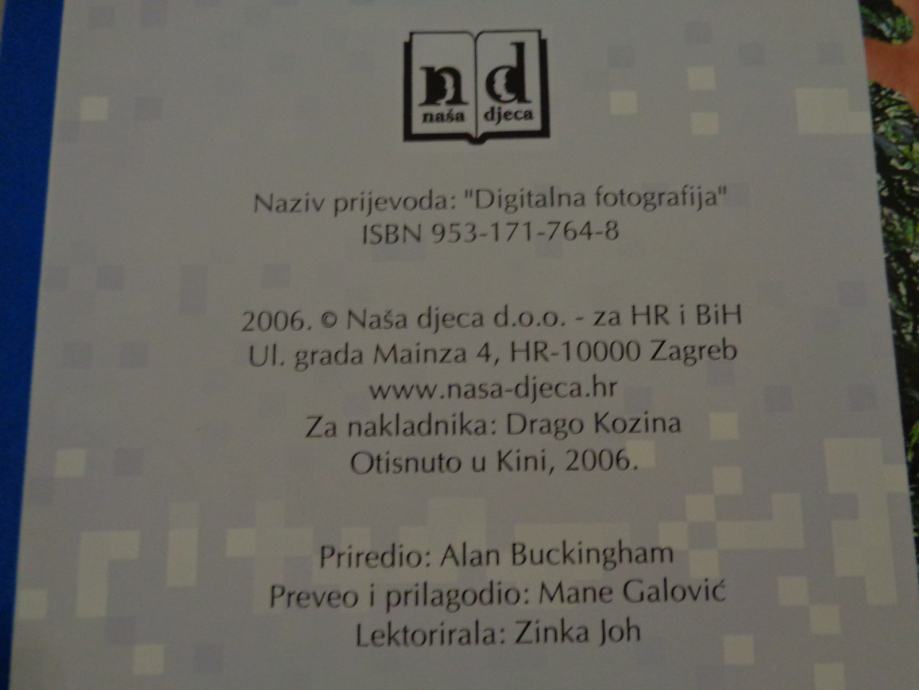 nd
naša djeca
Naziv prijevoda: "Digitalna fotografija"
ISBN 953-171-764-8
2006. © Naša djeca d.o.o. - za HR i BiH
Ul. grada Mainza 4, HR-10000 Zagreb
www.nasa-djeca.hr
Za nakladnika: Drago Kozina
Otisnuto u Kini, 2006.
Priredio: Alan Buckingham
Preveo i prilagodio: Mane Galović
Lektorirala: Zinka Joh